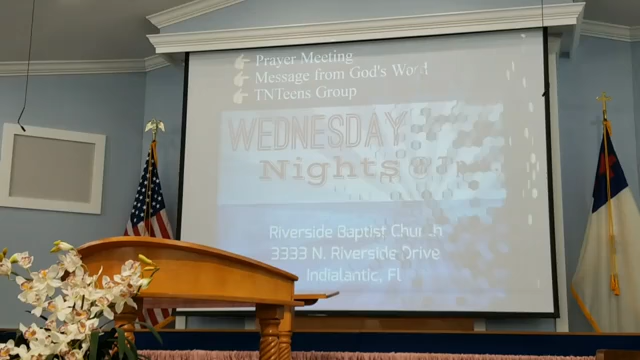 Prayer Meeting
Message from God's Word
TNTeens Group
WEDNESDAY
Nights
Riverside Baptist Church
3333 N. Riverside Drive
Indialantic, Fl